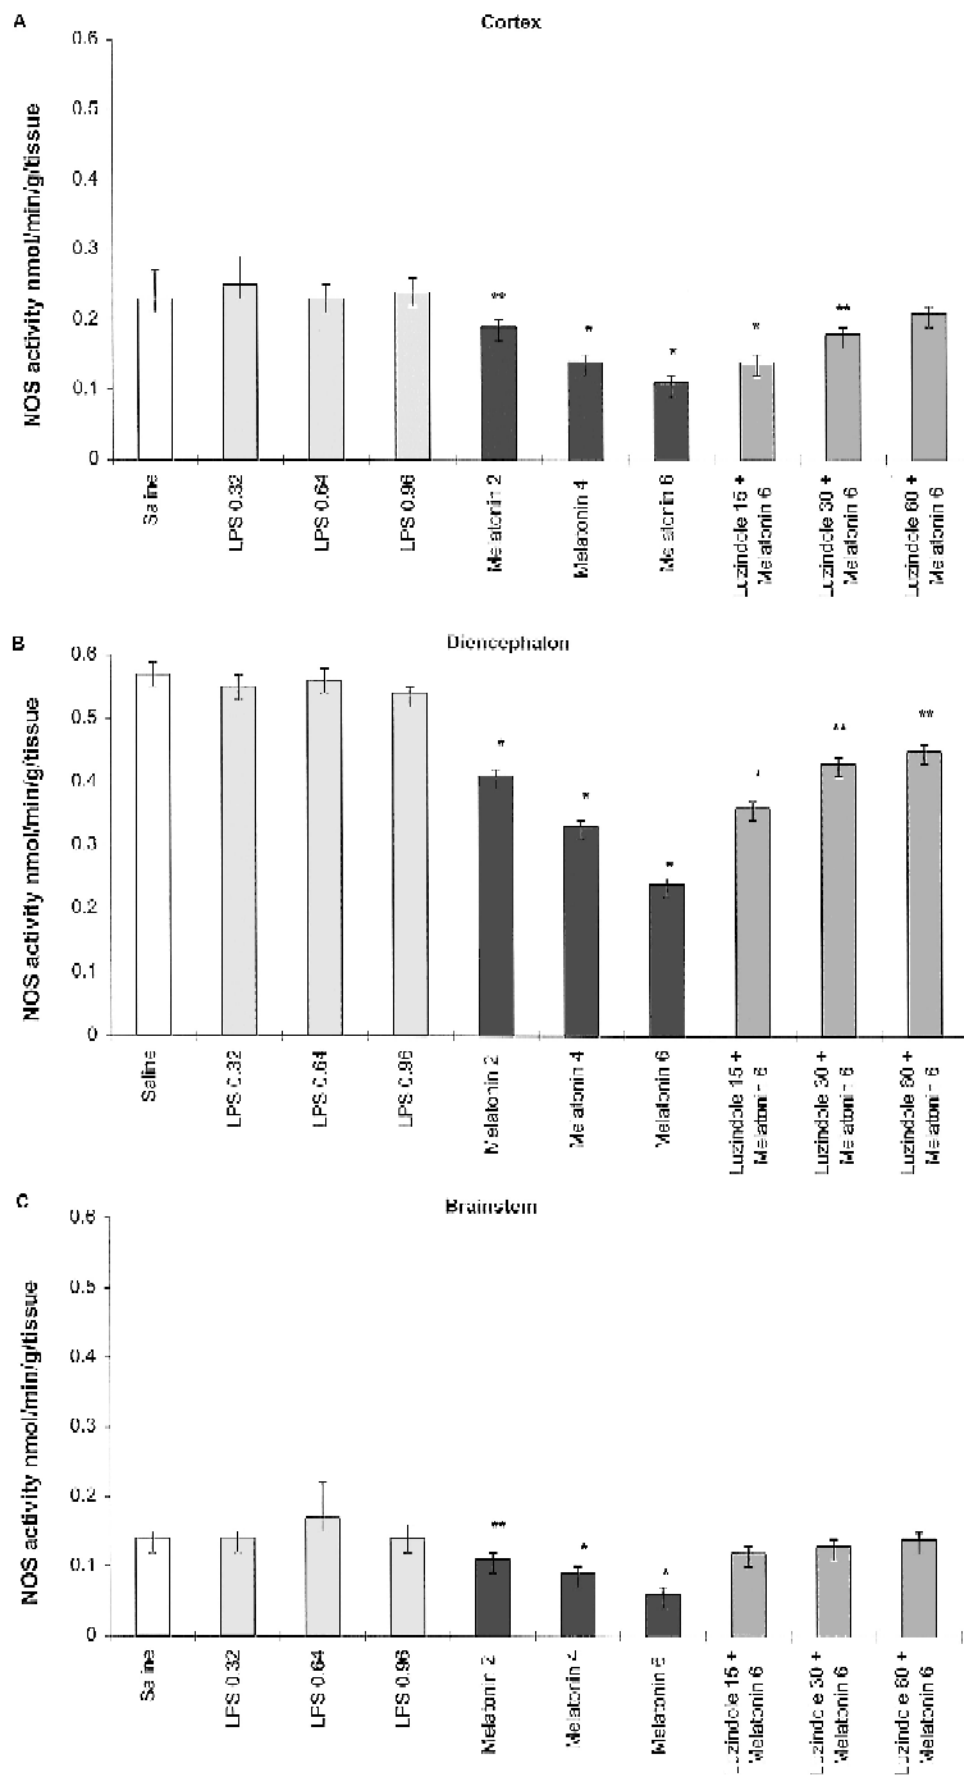 A
Cortex
NOS activity nmol/min/g/tissue
0.6
0.5
0.4
0.3
0.2
0.1
0
**
*
*
*
**
Saline
LPS 0.32
LPS 0.64
LPS 0.96
Melatonin 2
Melatonin 4
Melatonin 6
Luzindole 15 +
Melatonin 6
Luzindole 30 +
Melatonin 6
Luzindole 60 +
Melatonin 6
B
Diencephalon
NOS activity nmol/min/g/tissue
0.6
0.5
0.4
0.3
0.2
0.1
0
*
*
*
*
**
**
Saline
LPS 0.32
LPS 0.64
LPS 0.96
Melatonin 2
Melatonin 4
Melatonin 6
Luzindole 15 +
Melatonin 6
Luzindole 30 +
Melatonin 6
Luzindole 60 +
Melatonin 6
C
Brainstem
NOS activity nmol/min/g/tissue
0.6
0.5
0.4
0.3
0.2
0.1
0
**
*
*
Saline
LPS 0.32
LPS 0.64
LPS 0.96
Melatonin 2
Melatonin 4
Melatonin 6
Luzindole 15 +
Melatonin 6
Luzindole 30 +
Melatonin 6
Luzindole 60 +
Melatonin 6